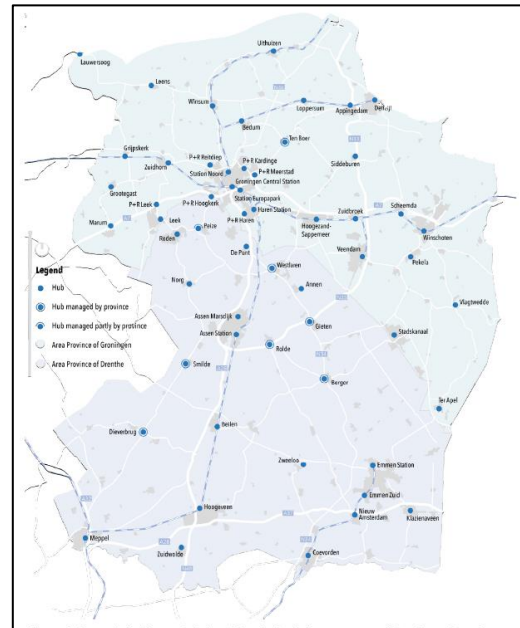 Uithuizen
Lauwersoog
Leens
Winsum
Loppersum
Appingedam
Delfzijl
Bedum
Ten Boer
Grijpskerk
P+R Reitdiep
P+R Kardinge
Siddeburen
Zuidhorn
Station Noord
P+R Meerstad
Groningen Central Station
Grootegast
Station Europapark
P+R Leek
P+R Hoogkerk
Haren Station
Scheemda
P+R Haren
Zuidbroek
Marum
Leek
Hoogezand-
Sappemeer
Winschoten
Roden
Peize
De Punt
Veendam
Pekela
Legend
Westlaren
Hub
Norg
Annen
Vlagtwedde
Hub managed by province
Assen Marsdijk
Gieten
Hub managed partly by province
Assen Station
Stadskanaal
Area Province of Groningen
Rolde
Area Province of Drenthe
Smilde
Borger
Ter Apel
Dieverbrug
Beilen
Zweeloo
Emmen Station
Emmen Zuid
Hoogeveen
Nieuw
Amsterdam
Klazienaveen
Meppel
Zuidwolde
Coevorden